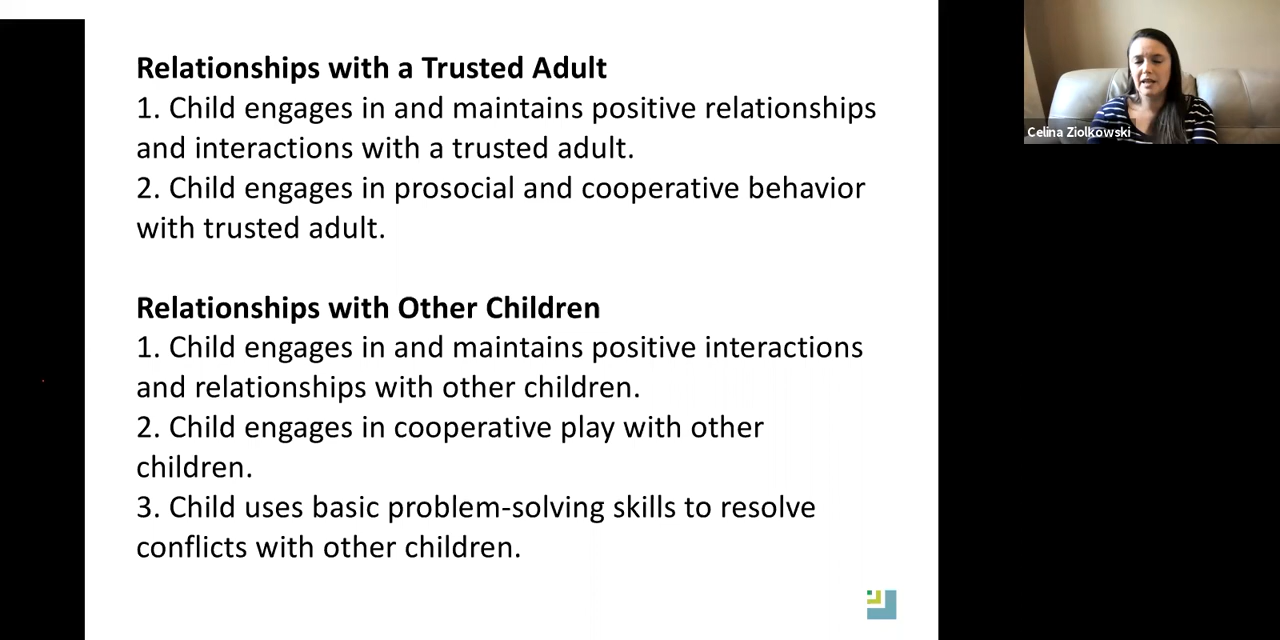 Relationships with a Trusted Adult
1. Child engages in and maintains positive relationships
and interactions with a trusted adult.
2. Child engages in prosocial and cooperative behavior
with trusted adult.
Relationships with Other Children
1. Child engages in and maintains positive interactions
and relationships with other children.
2. Child engages in cooperative play with other
children.
3. Child uses basic problem-solving skills to resolve
conflicts with other children.
Celina Ziolkowski